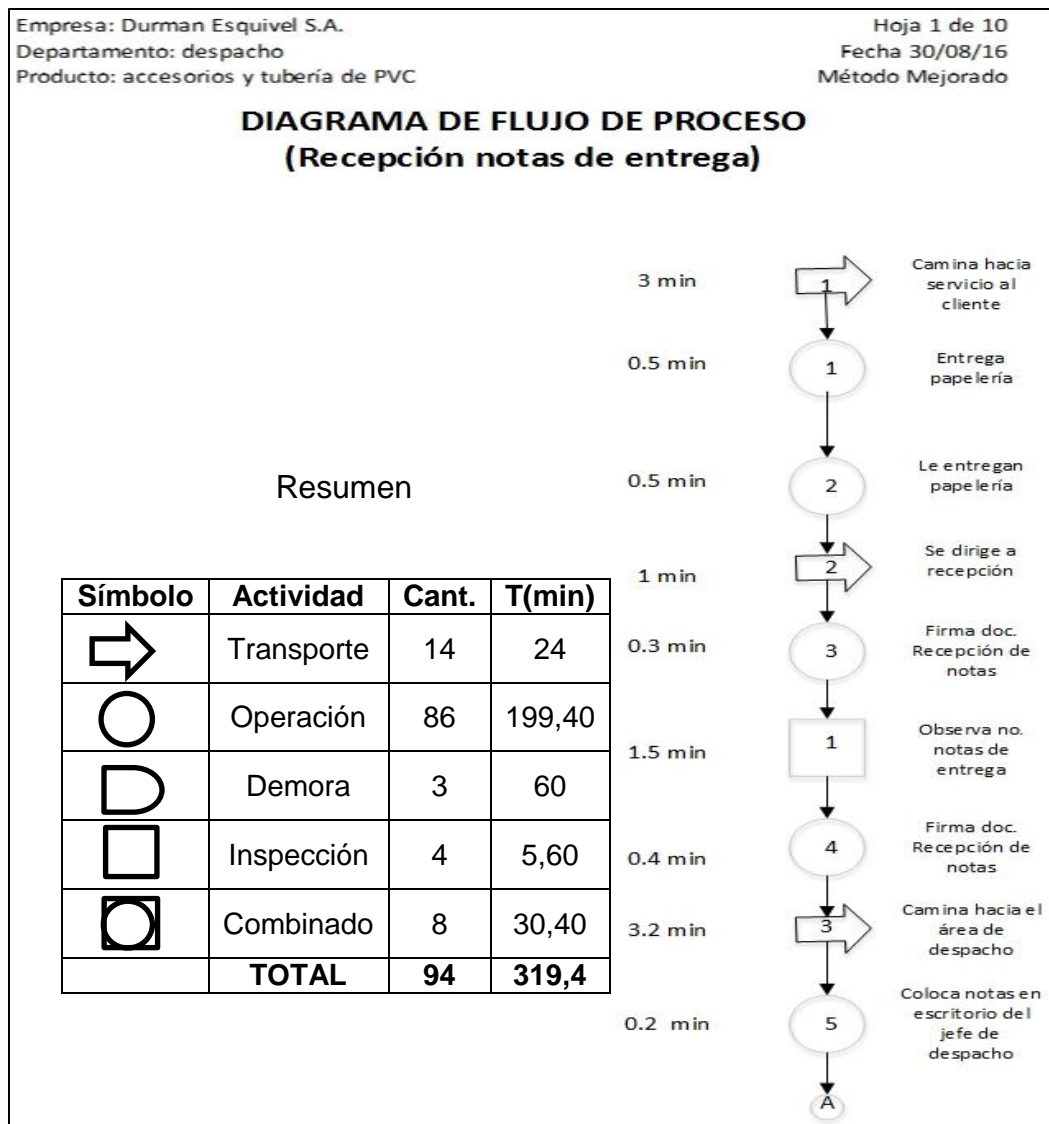 Empresa: Durman Esquivel S.A.
Hoja 1 de 10
Departamento: despacho
Fecha 30/08/16
Producto: accesorios y tubería de PVC
Método Mejorado
DIAGRAMA DE FLUJO DE PROCESO
(Recepción notas de entrega)
3 min
1
Camina hacia
servicio al
cliente
0.5 min
1
Entrega
papelería
0.5 min
2
Le entregan
papelería
1 min
2
Se dirige a
recepción
0.3 min
3
Firma doc.
Recepción de
notas
1.5 min
1
Observa no.
notas de
entrega
0.4 min
4
Firma doc.
Recepción de
notas
3.2 min
3
Camina hacia el
área de
despacho
0.2 min
5
Coloca notas en
escritorio del
jefe de
despacho
A
Resumen
Símbolo Actividad Cant. T(min)
Transporte 14 24
Operación 86 199,40
Demora 3 60
Inspección 4 5,60
Combinado 8 30,40
TOTAL 94 319,4